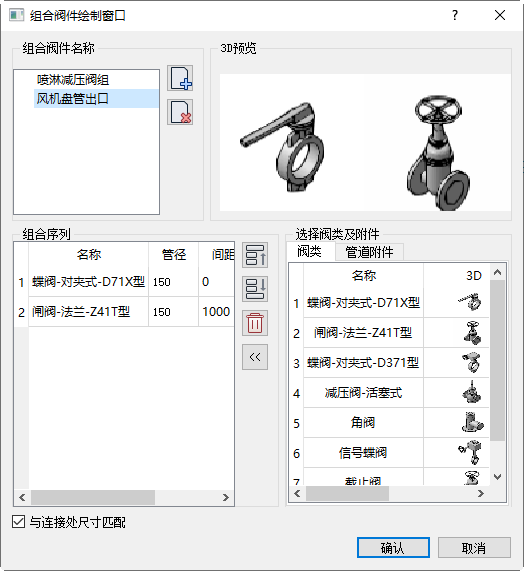 组合阀件绘制窗口
组合阀件名称
喷淋减压阀组
风机盘管出口
3D预览
组合序列
名称 管径 间距
1 蝶阀-对夹式-D71X型 150 0
2 闸阀-法兰-Z41T型 150 1000
<<
选择阀类及附件
阀类 管道附件
名称 3D
1 蝶阀-对夹式-D71X型
2 闸阀-法兰-Z41T型
3 蝶阀-对夹式-D371型
4 减压阀-活塞式
5 角阀
6 信号蝶阀
7 截止阀
与连接处尺寸匹配
确认 取消